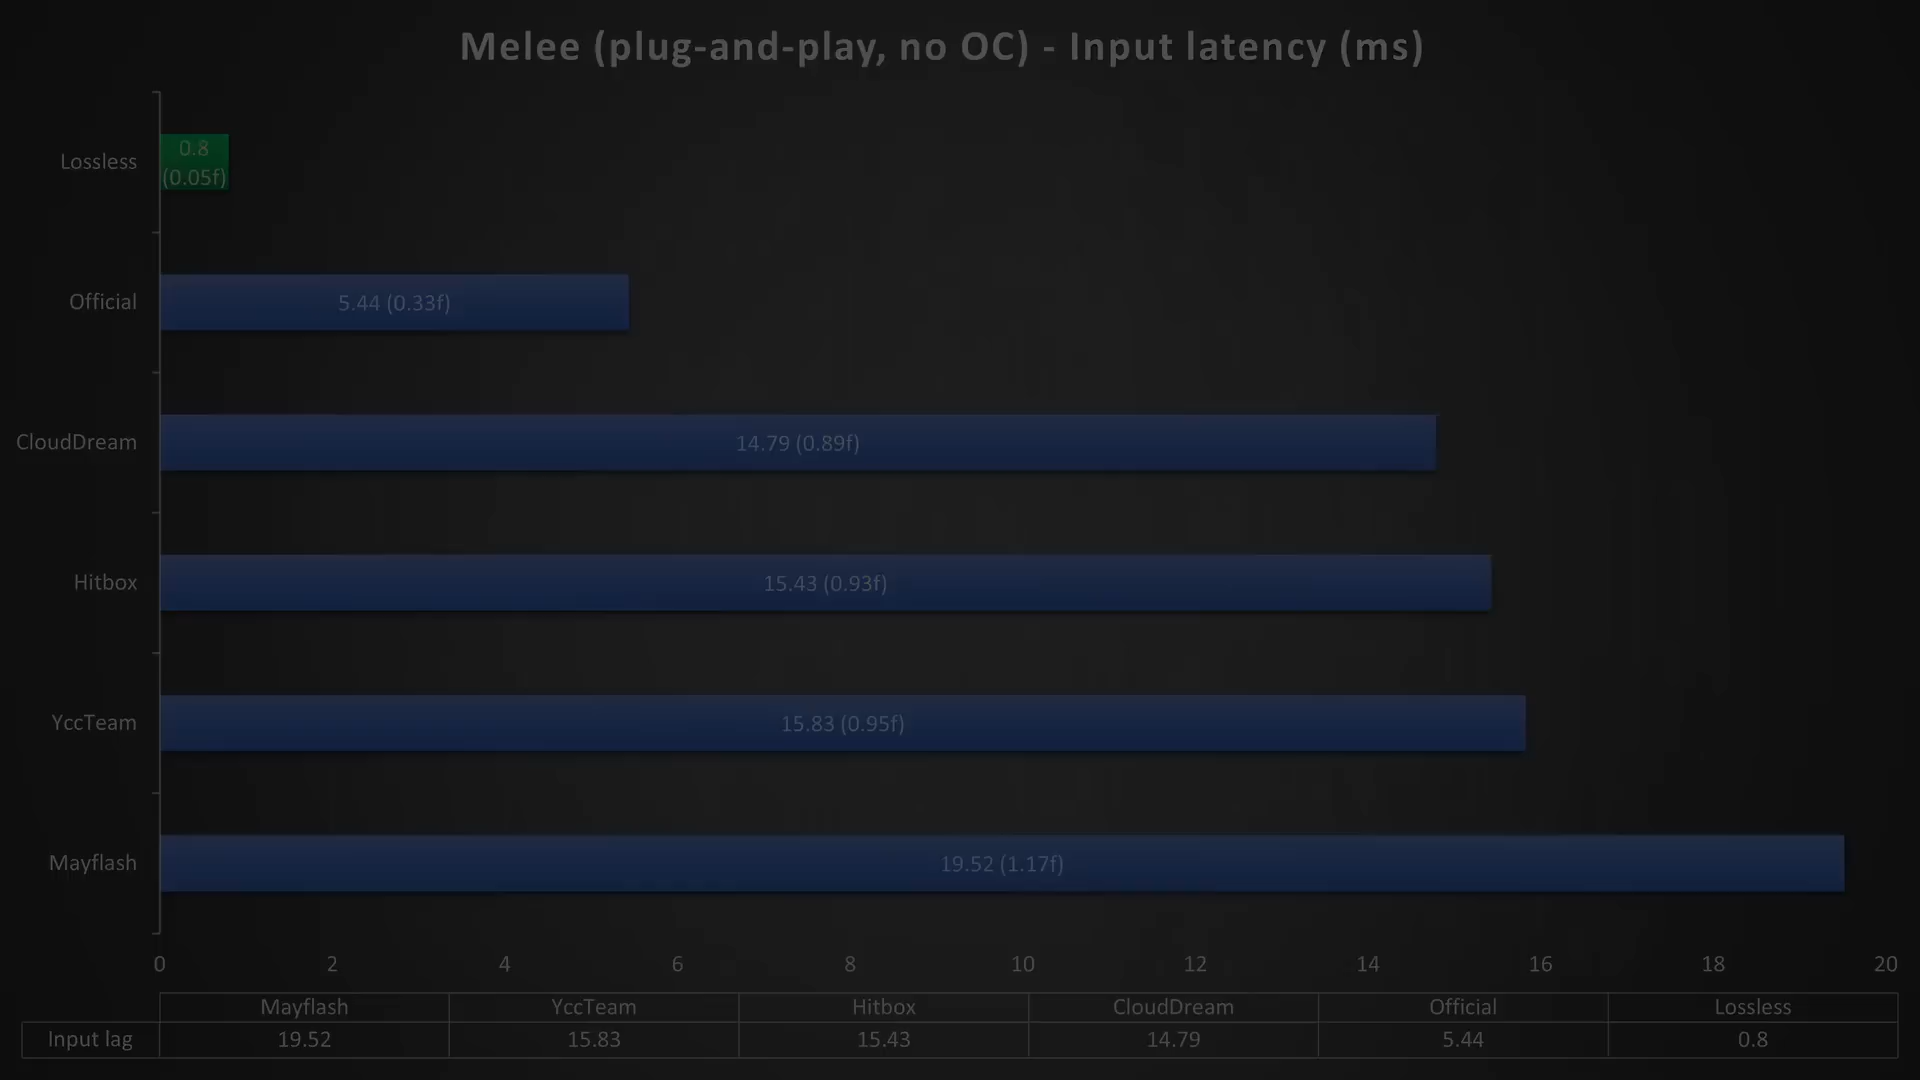 Melee (plug-and-play, no OC) - Input latency (ms)
Lossless
0.8
(0.05f)
Official
5.44 (0.33f)
CloudDream
14.79 (0.89f)
Hitbox
15.43 (0.93f)
YccTeam
15.83 (0.95f)
Mayflash
19.52 (1.17f)
0 2 4 6 8 10 12 14 16 18 20
Mayflash YccTeam Hitbox CloudDream Official Lossless
Input lag 19.52 15.83 15.43 14.79 5.44 0.8